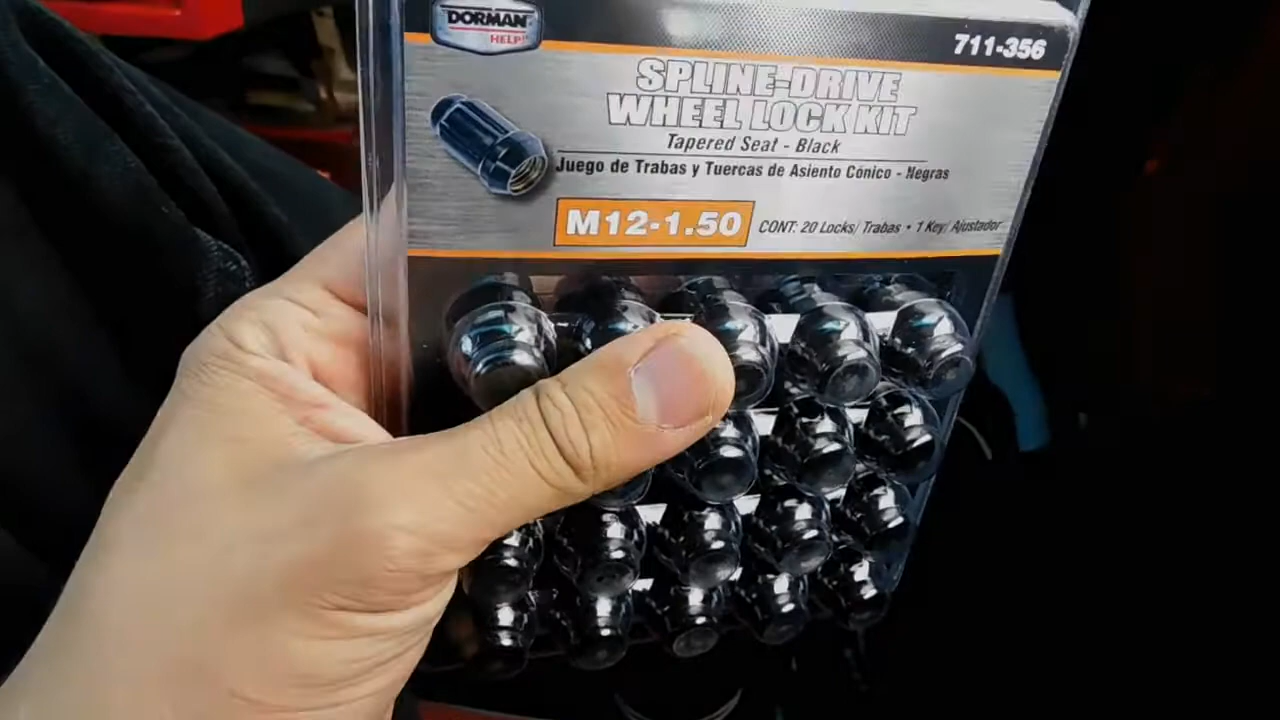 DORMAN
HELP!
711-356
SPLINE-DRIVE
WHEEL LOCK KIT
Tapered Seat - Black
Juego de Trabas y Tuercas de Asiento Cónico - Negras
M12-1.50
CONT: 20 Locks/ Trabas • 1 Key/ Ajustador